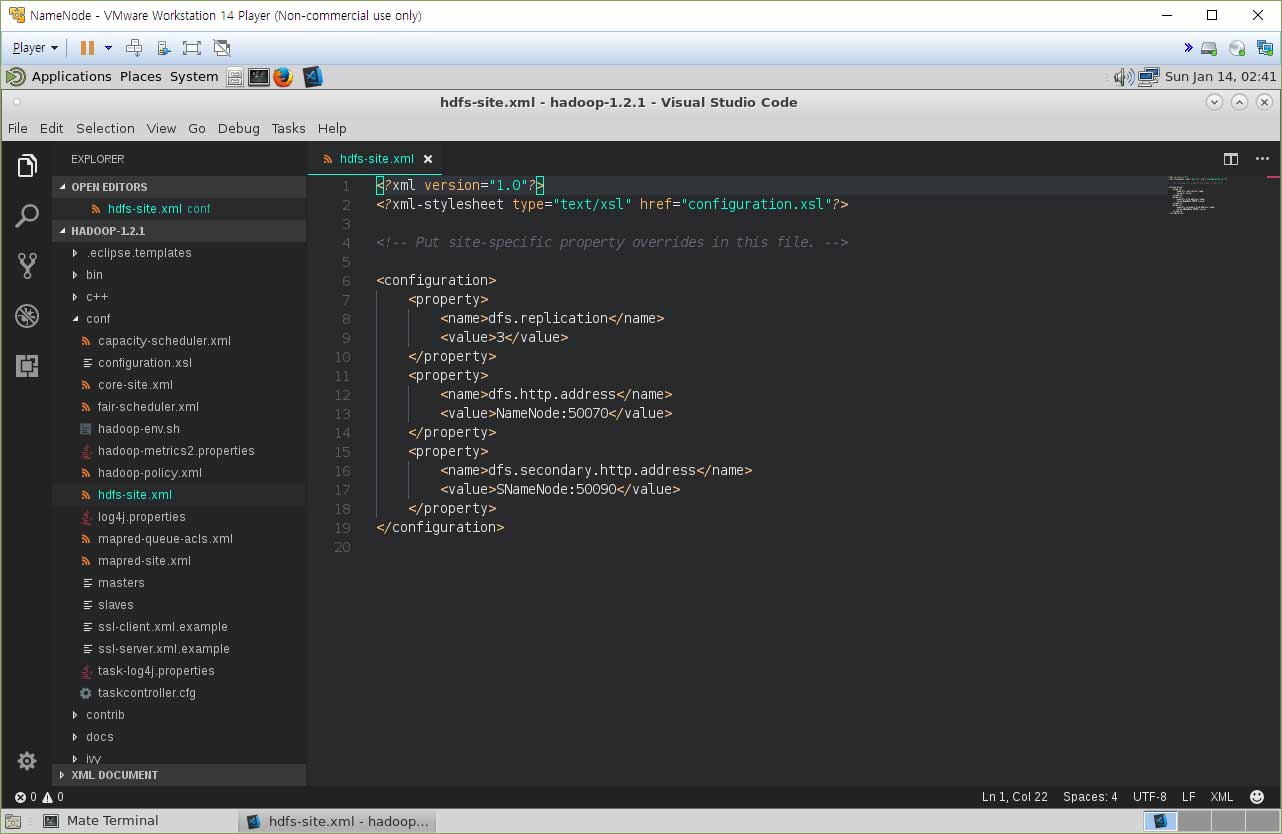 NameNode - VMware Workstation 14 Player (Non-commercial use only)
Player
Applications Places System
Sun Jan 14, 02:41
hdfs-site.xml - hadoop-1.2.1 - Visual Studio Code
File Edit Selection View Go Debug Tasks Help
EXPLORER
OPEN EDITORS
hdfs-site.xml conf
HADOOP-1.2.1
.eclipse.templates
bin
c++
conf
capacity-scheduler.xml
configuration.xsl
core-site.xml
fair-scheduler.xml
hadoop-env.sh
hadoop-metrics2.properties
hadoop-policy.xml
hdfs-site.xml
log4j.properties
mapred-queue-acls.xml
mapred-site.xml
masters
slaves
ssl-client.xml.example
ssl-server.xml.example
task-log4j.properties
taskcontroller.cfg
contrib
docs
ivy
XML DOCUMENT
hdfs-site.xml
1 <?xml version="1.0"?>
2 <?xml-stylesheet type="text/xsl" href="configuration.xsl"?>
3
4 <!-- Put site-specific property overrides in this file. -->
5
6 <configuration>
7 <property>
8 <name>dfs.replication</name>
9 <value>3</value>
10 </property>
11 <property>
12 <name>dfs.http.address</name>
13 <value>NameNode:50070</value>
14 </property>
15 <property>
16 <name>dfs.secondary.http.address</name>
17 <value>SNameNode:50090</value>
18 </property>
19 </configuration>
20
0 0
Ln 1, Col 22 Spaces: 4 UTF-8 LF XML
Mate Terminal
hdfs-site.xml - hadoop...